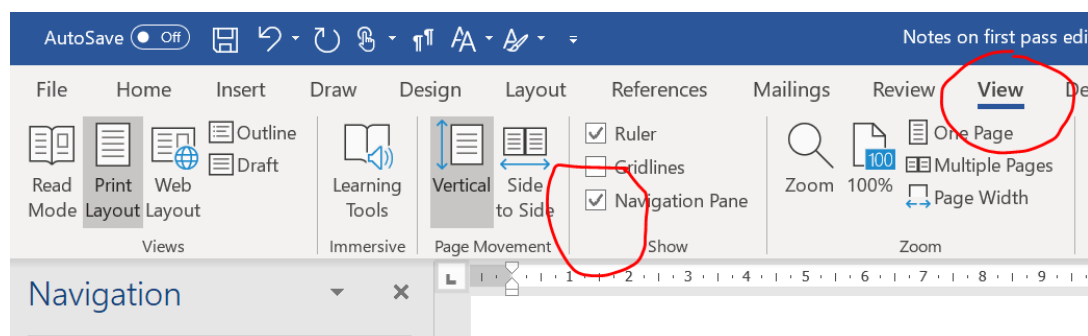 AutoSave Off Notes on first pass edi
File Home Insert Draw Design Layout References Mailings Review View De
Read Mode
Print Layout
Web Layout
Outline
Draft
Views
Learning Tools
Immersive
Vertical
Side to Side
Page Movement
Ruler
Gridlines
Navigation Pane
Show
Zoom
100
100%
One Page
Multiple Pages
Page Width
Zoom
Navigation
L 1 2 3 4 5 6 7 8 9